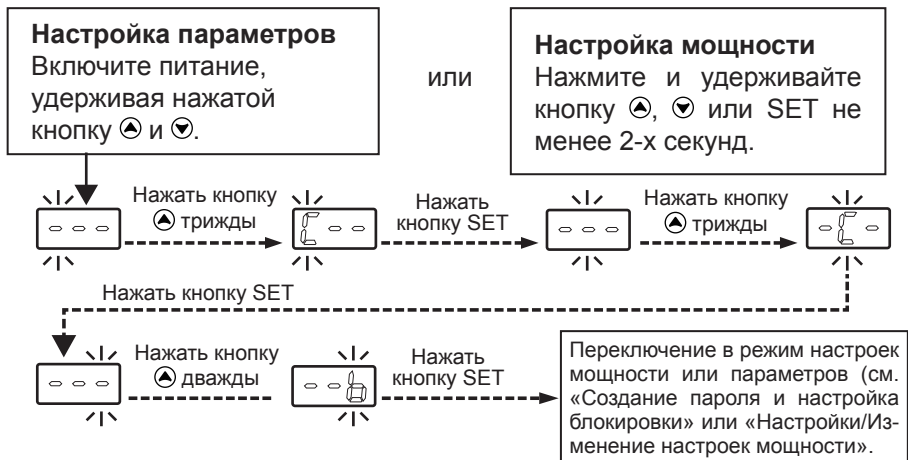 Настройка параметров
Включите питание,
удерживая нажатой
кнопку и .
или
Настройка мощности
Нажмите и удерживайте
кнопку , или SET не
менее 2-х секунд.
Нажать кнопку
трижды
Нажать
кнопку SET
Нажать кнопку
трижды
- - -
C - -
- - -
- C -
Нажать кнопку SET
Нажать кнопку
дважды
Нажать
кнопку SET
- - -
- - b
Переключение в режим настроек
мощности или параметров (см.
«Создание пароля и настройка
блокировки» или «Настройки/Из-
менение настроек мощности».